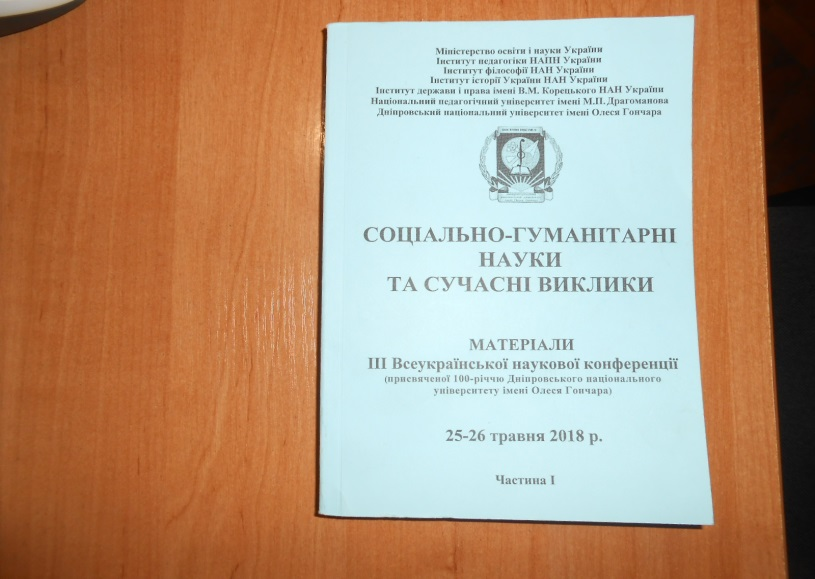 Міністерство освіти і науки України
Інститут педагогіки НАПН України
Інститут філософії НАН України
Інститут історії України НАН України
Інститут держави і права імені В.М. Корецького НАН України
Національний педагогічний університет імені М.П. Драгоманова
Дніпровський національний університет імені Олеся Гончара
СОЦІАЛЬНО-ГУМАНІТАРНІ
НАУКИ
ТА СУЧАСНІ ВИКЛИКИ
МАТЕРІАЛИ
ІІІ Всеукраїнської наукової конференції
(присвяченої 100-річчю Дніпровського національного
університету імені Олеся Гончара)
25-26 травня 2018 р.
Частина І